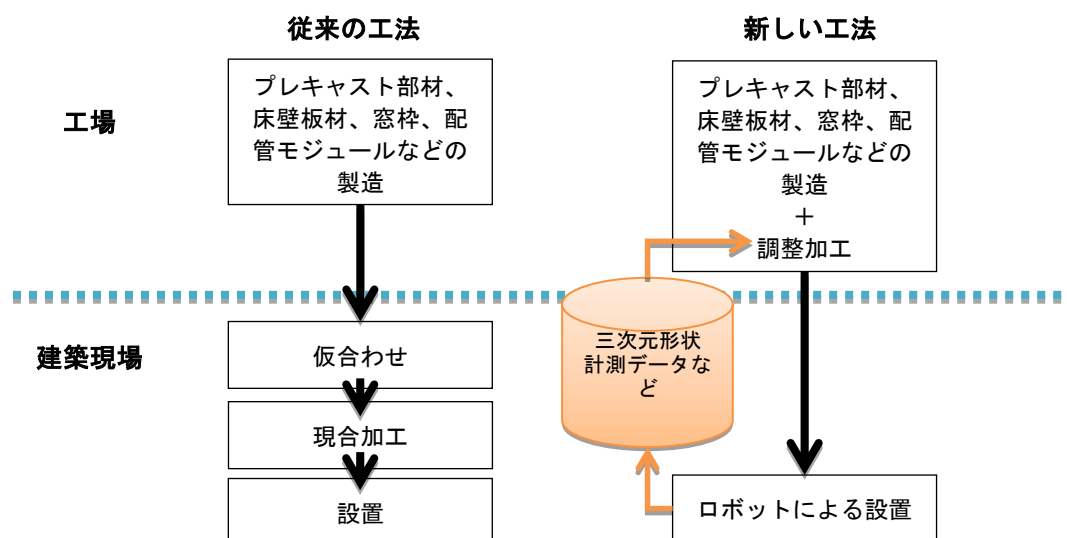 従来の工法
新しい工法
工場
プレキャスト部材、
床壁板材、窓枠、配
管モジュールなどの
製造
プレキャスト部材、
床壁板材、窓枠、配
管モジュールなどの
製造
＋
調整加工
建築現場
仮合わせ
現合加工
設置
三次元形状
計測データな
ど
ロボットによる設置